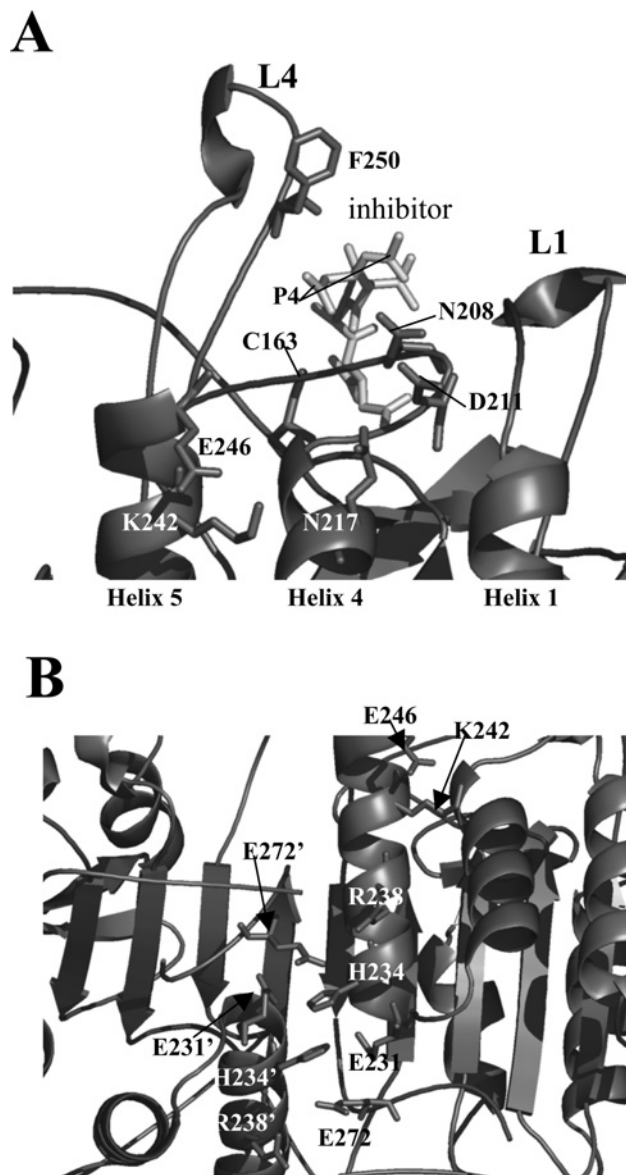 A
L4
F250
inhibitor
L1
P4
N208
C163
D211
E246
K242
N217
Helix 5 Helix 4 Helix 1
B
E246
K242
E272'
R238
H234
E231'
E231
H234'
R238'
E272